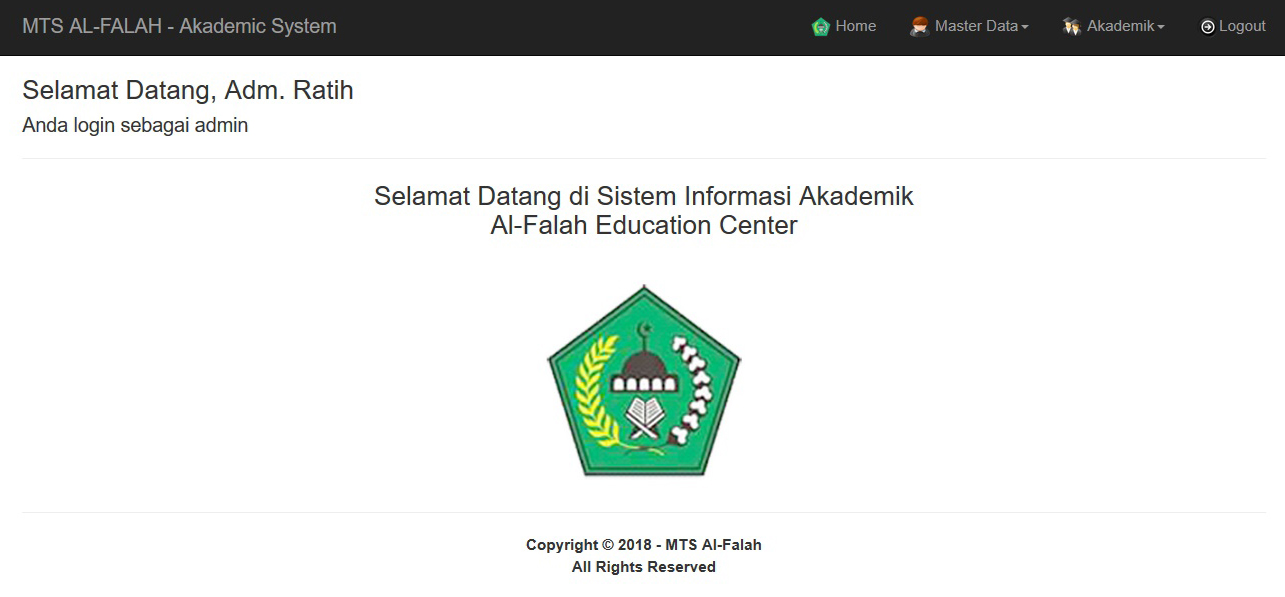 MTS AL-FALAH - Akademic System
Home
Master Data
Akademik
Logout
Selamat Datang, Adm. Ratih
Anda login sebagai admin
Selamat Datang di Sistem Informasi Akademik
Al-Falah Education Center
Copyright © 2018 - MTS Al-Falah
All Rights Reserved